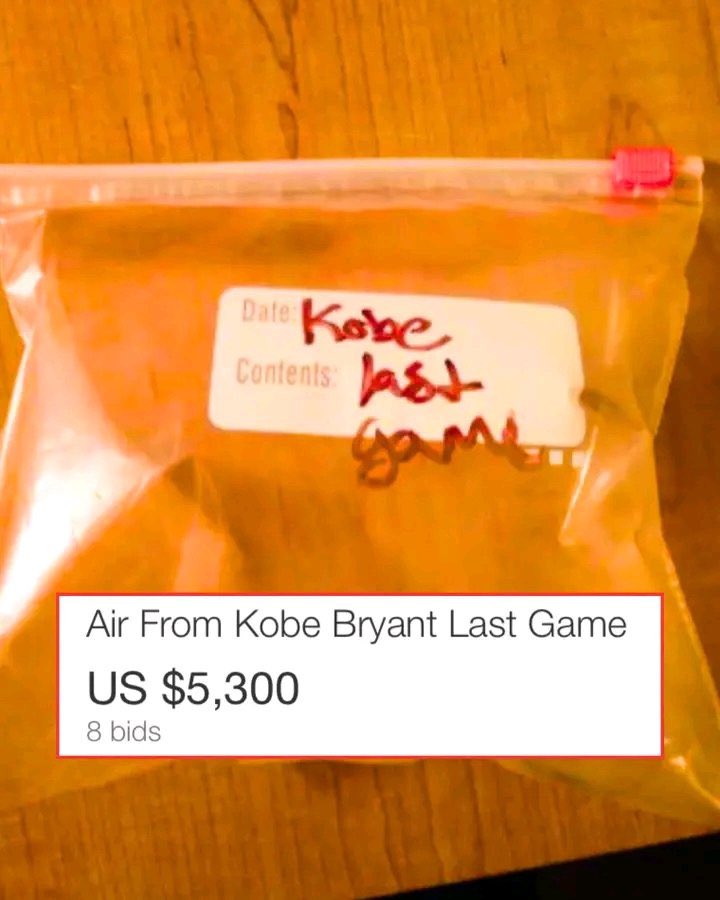 Date: Kobe
Contents: last
game
Air From Kobe Bryant Last Game
US $5,300
8 bids